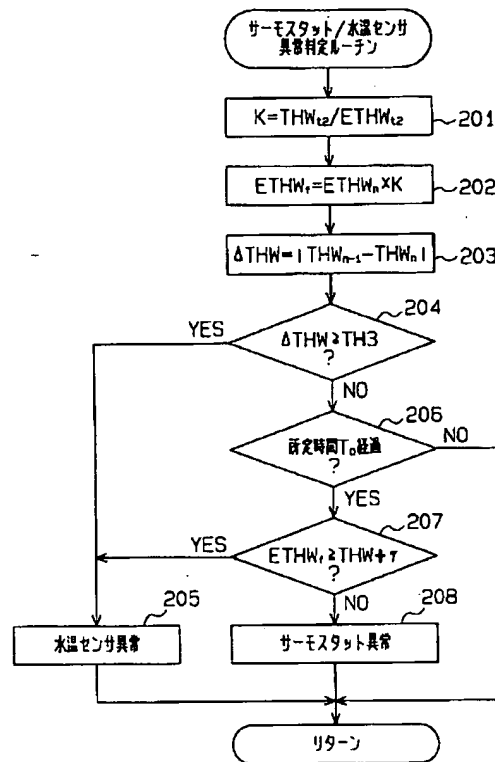 サーモスタット/水温センサ
異常判定ルーチン
K=THWt2/ETHWt2
201
ETHWf=ETHWn×K
202
ΔTHW=|THWn-1-THWn|
203
204
YES
ΔTHW≧TH3
?
NO
206
所定時間T0経過
?
NO
YES
207
YES
ETHWf≧THW+γ
?
NO
205
水温センサ異常
208
サーモスタット異常
リターン